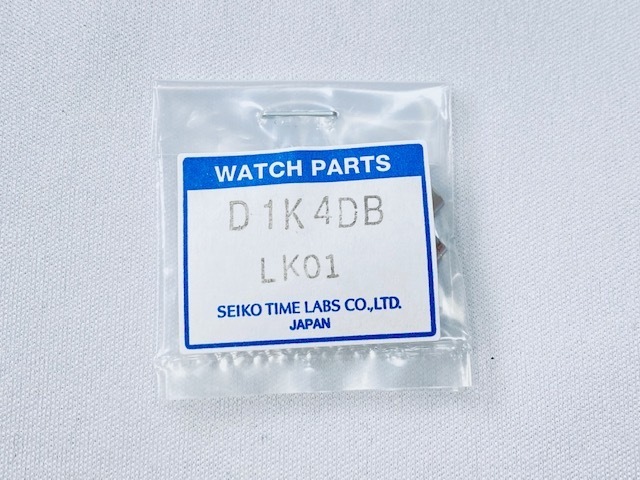 WATCH PARTS
D1K4DB
LK01
SEIKO TIME LABS CO.,LTD.
JAPAN